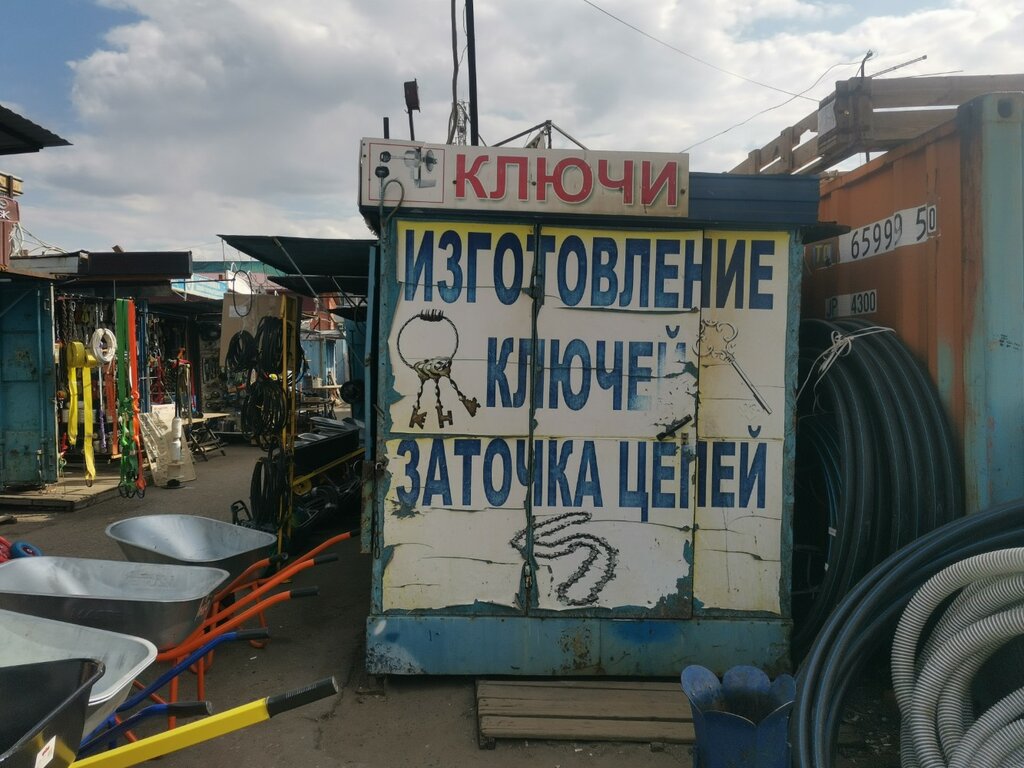 КЛЮЧИ
ИЗГОТОВЛЕНИЕ
КЛЮЧЕЙ
ЗАТОЧКА ЦЕПЕЙ
65999 50
4300